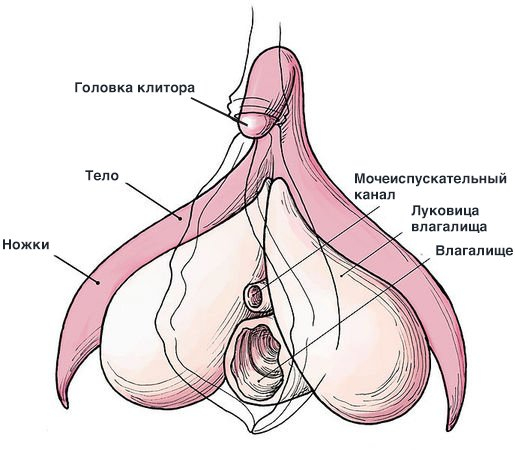 Головка клитора
Тело
Мочеиспускательный
канал
Луковица
влагалища
Ножки
Влагалище